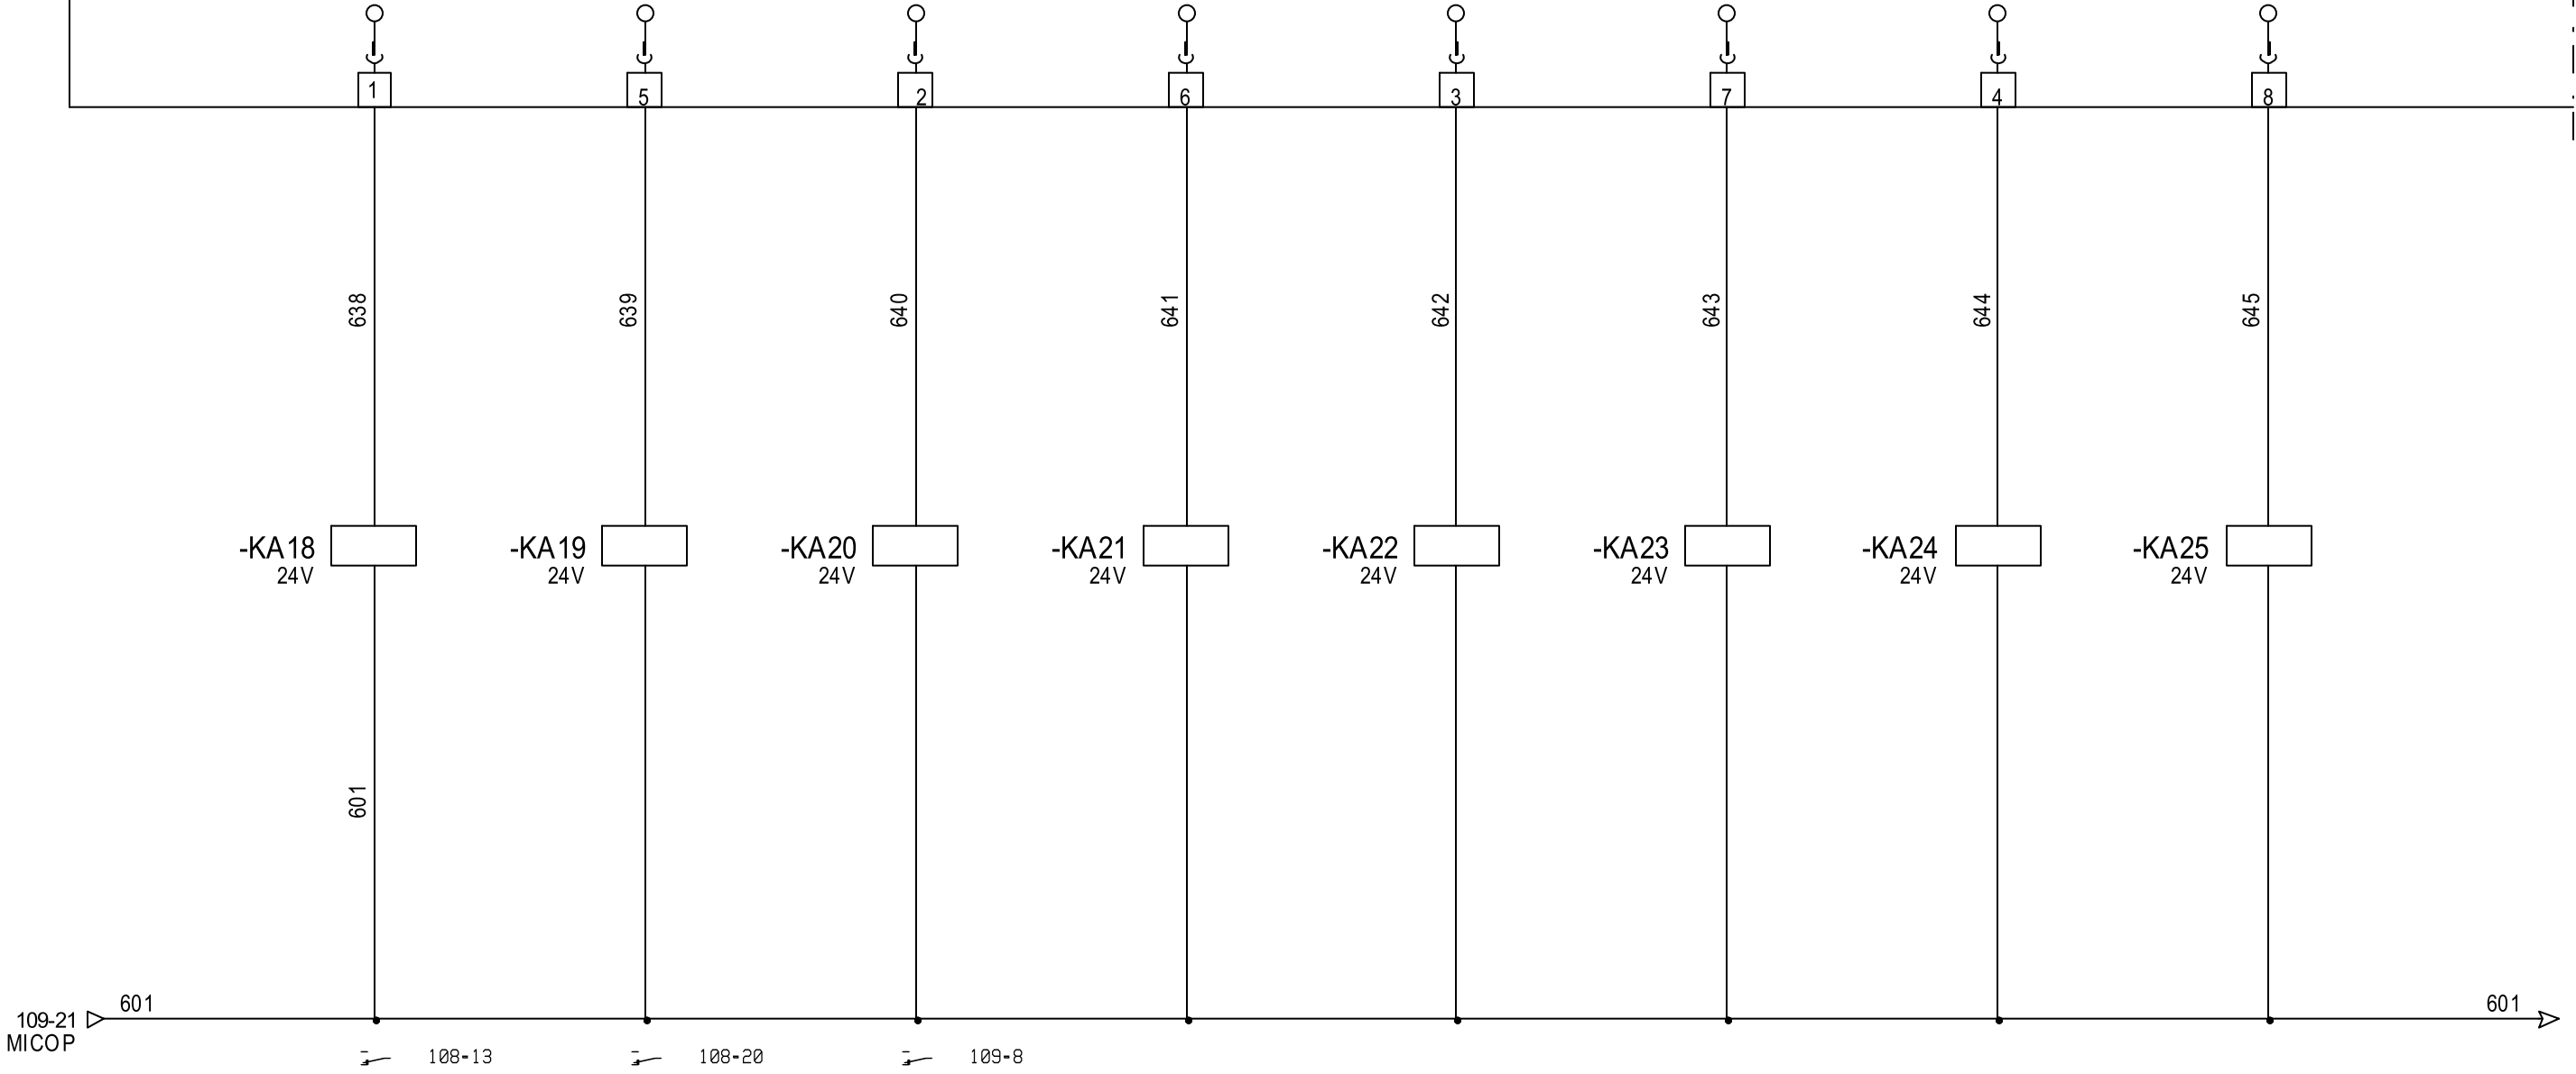 1 5 2 6 3 7 4 8
638 639 640 641 642 643 644 645
-KA18 -KA19 -KA20 -KA21 -KA22 -KA23 -KA24 -KA25
24V 24V 24V 24V 24V 24V 24V 24V
601
601 601
109-21
MICOP
108-13 108-20 109-8